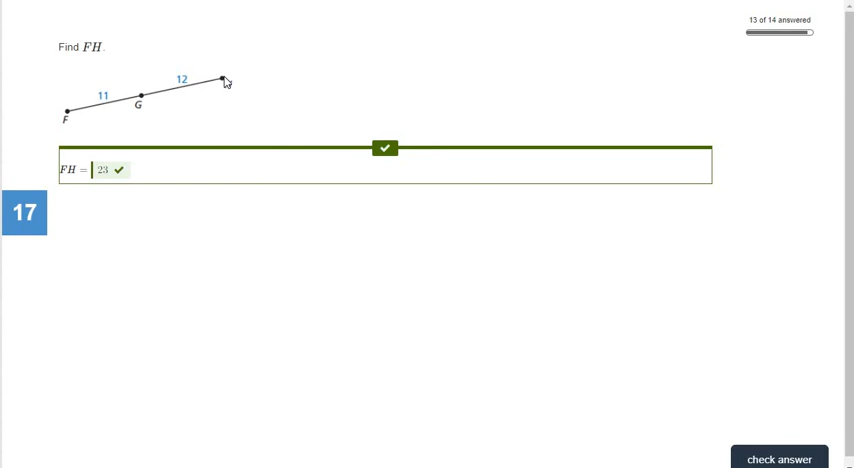 13 of 14 answered
Find FH.
12
11
G
F
FH = 23
17
check answer